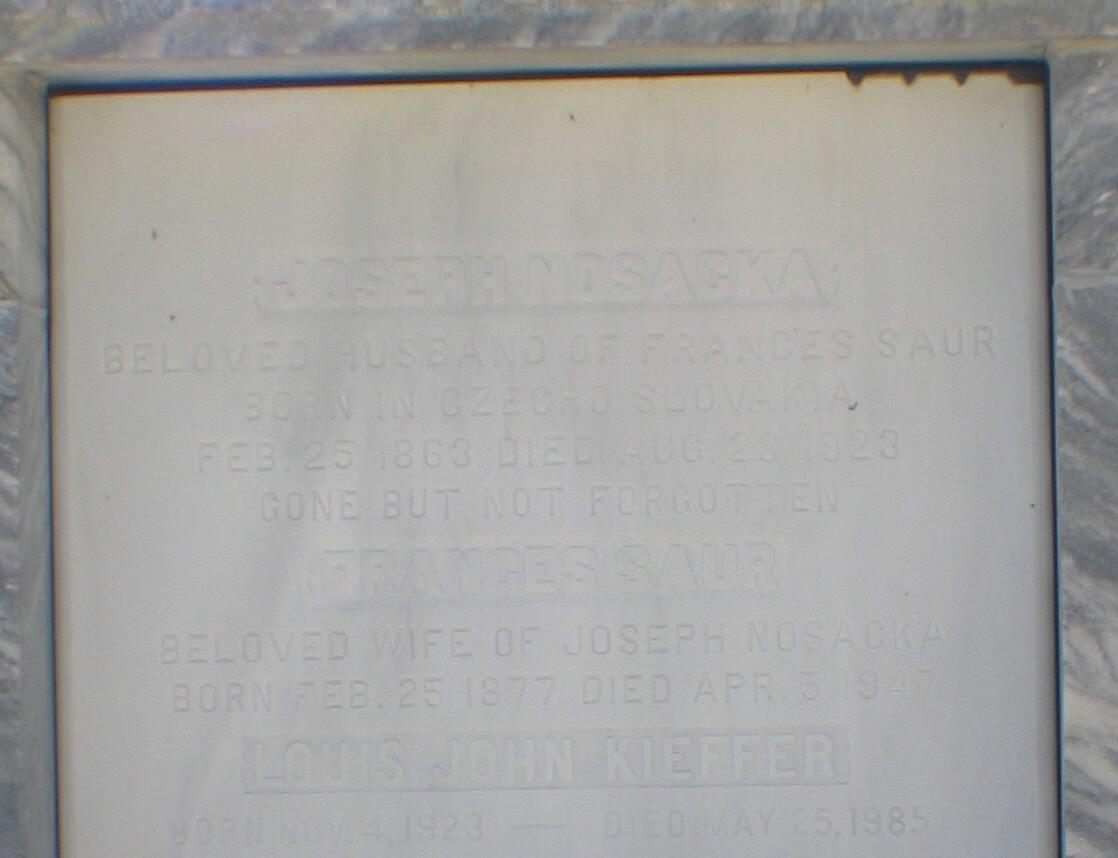 JOSEPH NOSACKA
BELOVED HUSBAND OF FRANCES SAUR
BORN IN CZECHO SLOVAKIA
FEB. 25 1863 DIED AUG. 23 1923
GONE BUT NOT FORGOTTEN
FRANCES SAUR
BELOVED WIFE OF JOSEPH NOSACKA
BORN FEB. 25 1877 DIED APR. 5 1947
LOUIS JOHN KIEFFER
BORN NOV. 4, 1923 — DIED MAY 25, 1985